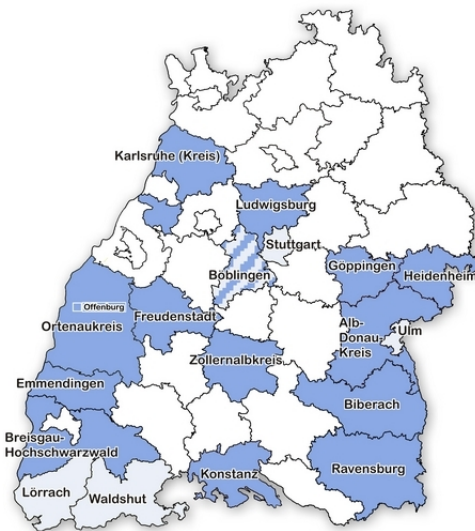 Karlsruhe (Kreis)
Ludwigsburg
Stuttgart
Böblingen
Göppingen
Heidenheim
Offenburg
Ortenaukreis
Freudenstadt
Alb-
Donau-
Kreis
Ulm
Zollernalbkreis
Emmendingen
Biberach
Breisgau-
Hochschwarzwald
Konstanz
Ravensburg
Lörrach
Waldshut